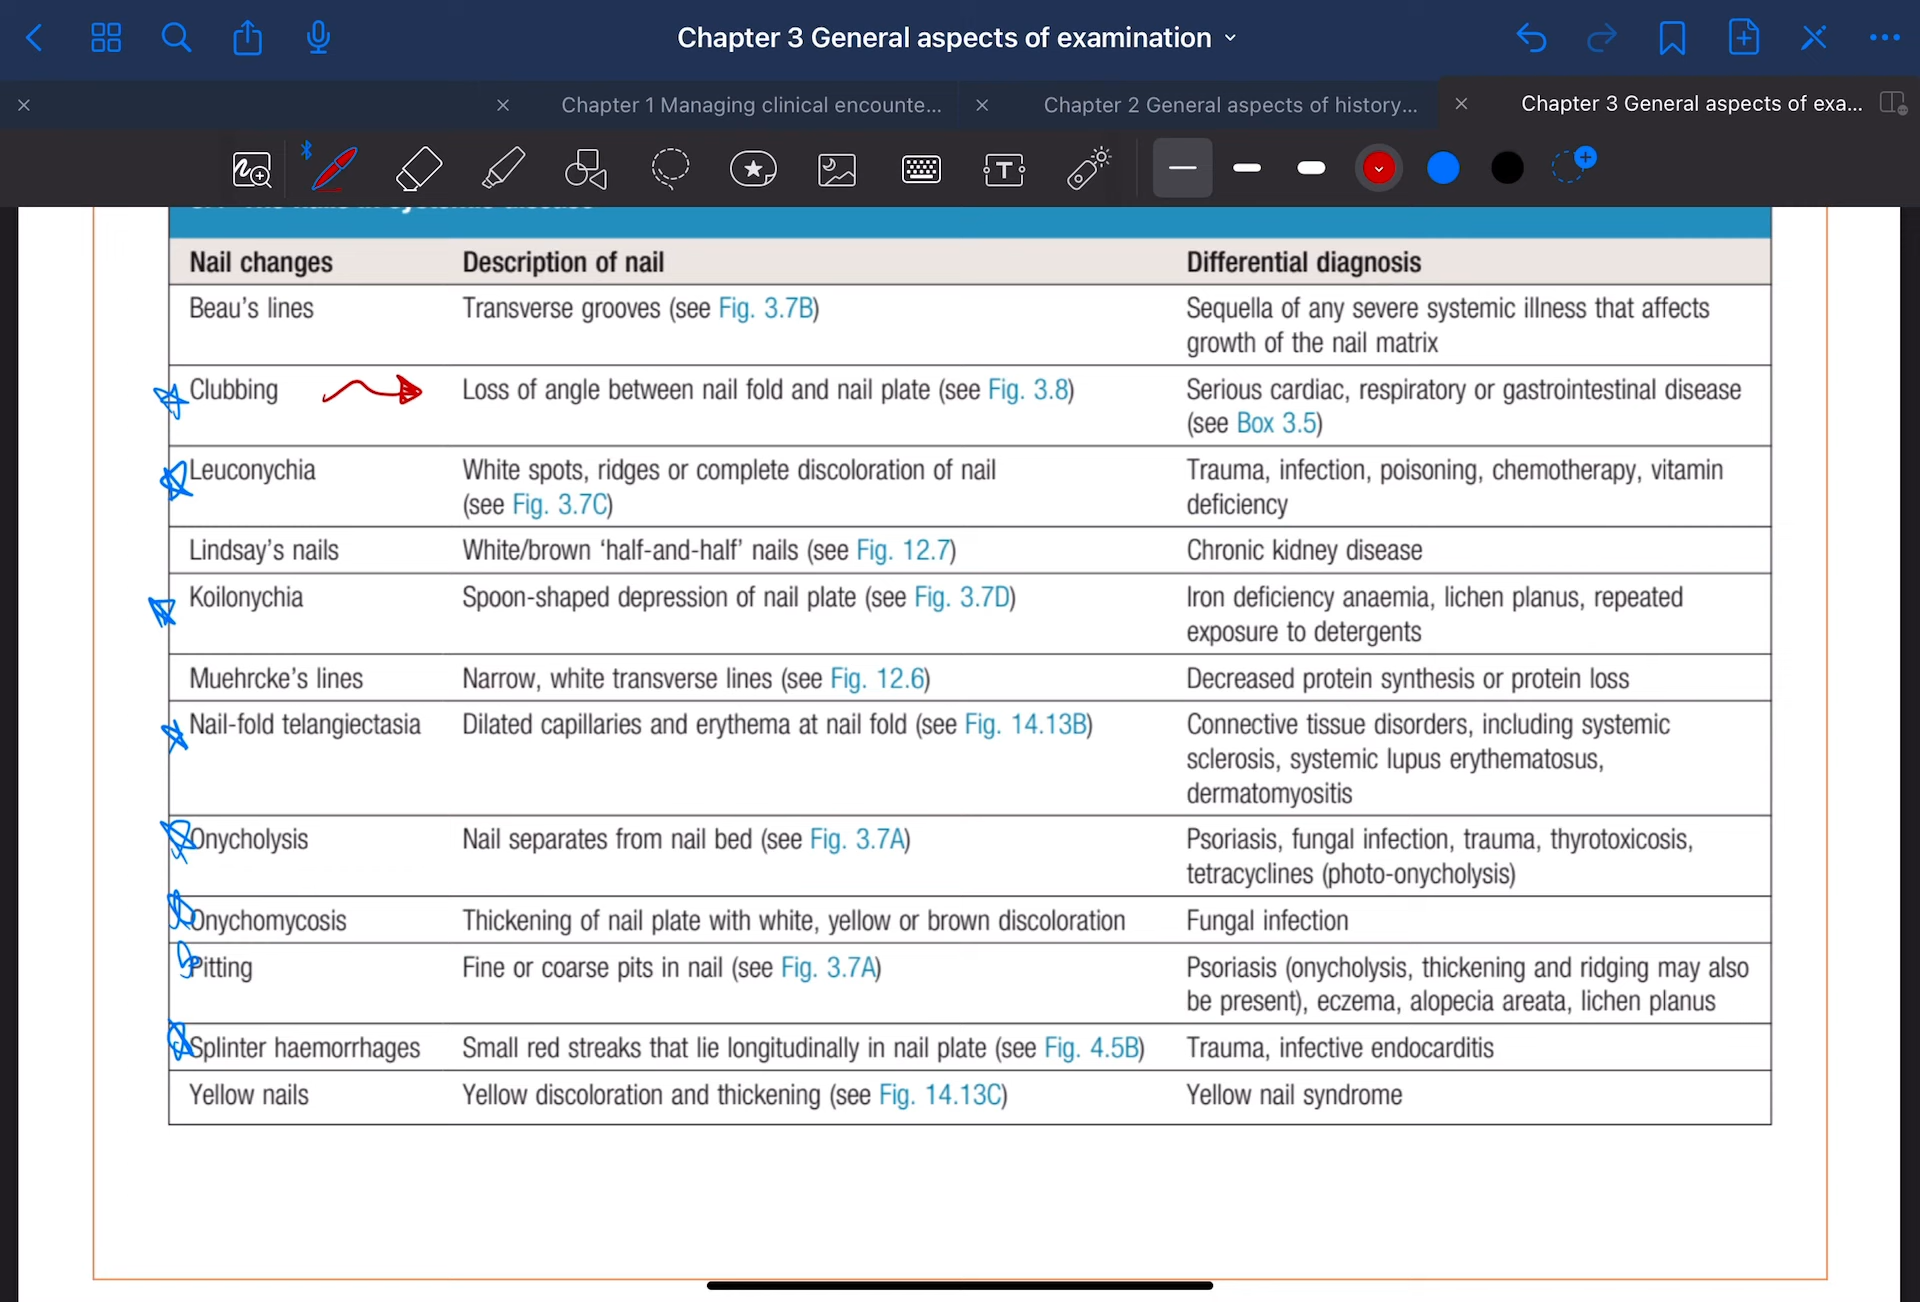 Chapter 3 General aspects of examination
Chapter 1 Managing clinical encounte...
Chapter 2 General aspects of history...
Chapter 3 General aspects of exa...
Nail changes Description of nail Differential diagnosis
Beau's lines Transverse grooves (see Fig. 3.7B) Sequella of any severe systemic illness that affects
growth of the nail matrix
Clubbing Loss of angle between nail fold and nail plate (see Fig. 3.8) Serious cardiac, respiratory or gastrointestinal disease
(see Box 3.5)
Leuconychia White spots, ridges or complete discoloration of nail Trauma, infection, poisoning, chemotherapy, vitamin
(see Fig. 3.7C) deficiency
Lindsay's nails White/brown 'half-and-half' nails (see Fig. 12.7) Chronic kidney disease
Koilonychia Spoon-shaped depression of nail plate (see Fig. 3.7D) Iron deficiency anaemia, lichen planus, repeated
exposure to detergents
Muehrcke's lines Narrow, white transverse lines (see Fig. 12.6) Decreased protein synthesis or protein loss
Nail-fold telangiectasia Dilated capillaries and erythema at nail fold (see Fig. 14.13B) Connective tissue disorders, including systemic
sclerosis, systemic lupus erythematosus,
dermatomyositis
Onycholysis Nail separates from nail bed (see Fig. 3.7A) Psoriasis, fungal infection, trauma, thyrotoxicosis,
tetracyclines (photo-onycholysis)
Onychomycosis Thickening of nail plate with white, yellow or brown discoloration Fungal infection
Pitting Fine or coarse pits in nail (see Fig. 3.7A) Psoriasis (onycholysis, thickening and ridging may also
be present), eczema, alopecia areata, lichen planus
Splinter haemorrhages Small red streaks that lie longitudinally in nail plate (see Fig. 4.5B) Trauma, infective endocarditis
Yellow nails Yellow discoloration and thickening (see Fig. 14.13C) Yellow nail syndrome